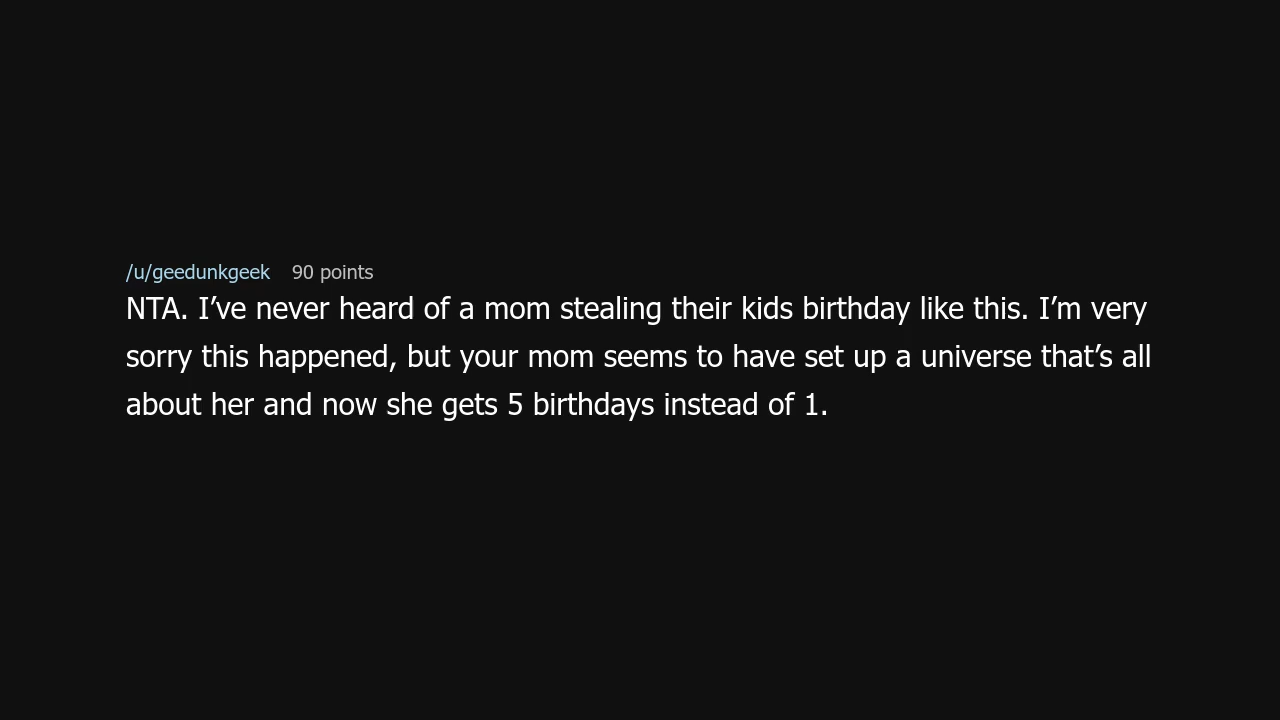 /u/geedunkgeek 90 points
NTA. I’ve never heard of a mom stealing their kids birthday like this. I’m very
sorry this happened, but your mom seems to have set up a universe that’s all
about her and now she gets 5 birthdays instead of 1.